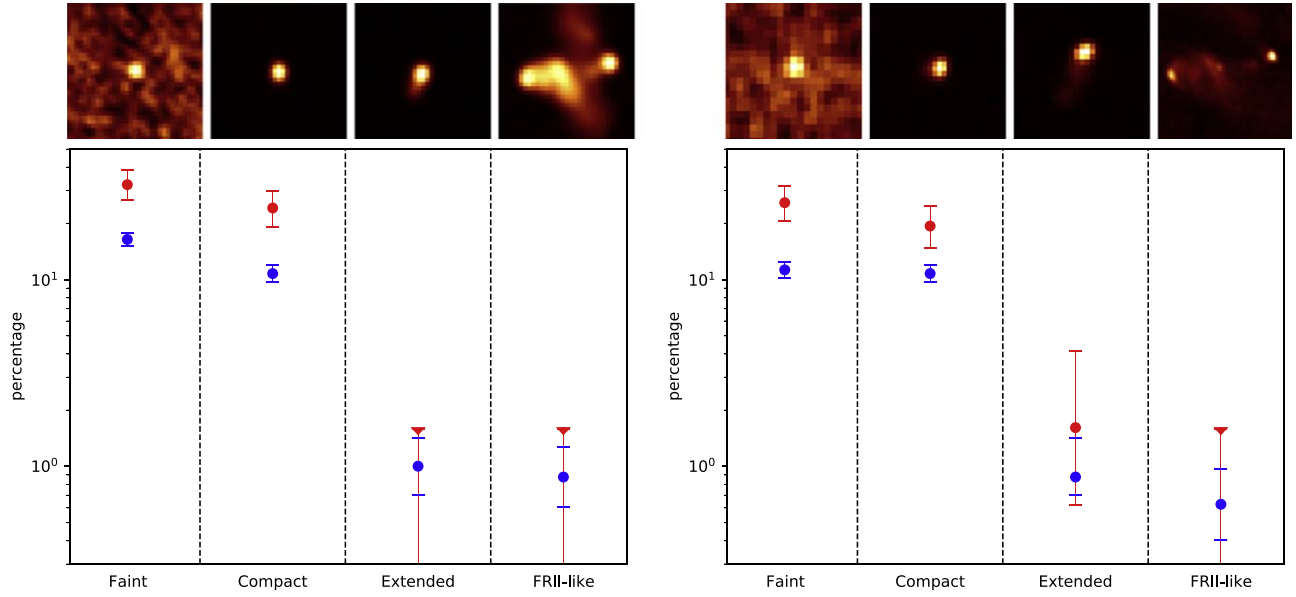 percentage
10¹
10⁰
Faint Compact Extended FRII-like
percentage
10¹
10⁰
Faint Compact Extended FRII-like